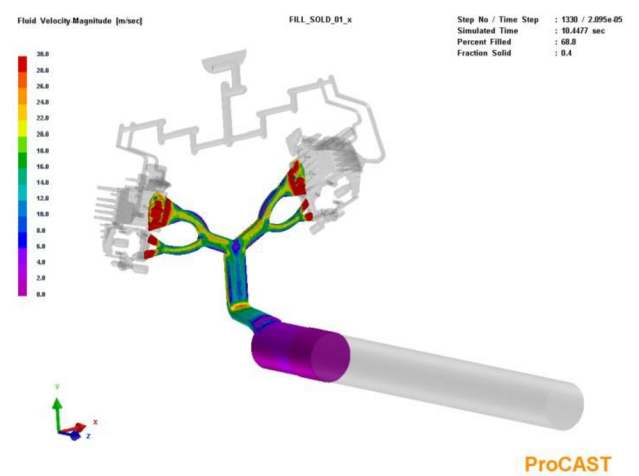 Fluid Velocity-Magnitude [m/sec]
FILL_SOLD_01_x
Step No / Time Step : 1330 / 2.095e-05
Simulated Time : 10.4477 sec
Percent Filled : 60.8
Fraction Solid : 0.4
30.0
28.0
26.0
24.0
22.0
20.0
18.0
16.0
14.0
12.0
10.0
8.0
6.0
4.0
2.0
0.0
Y
X
Z
ProCAST